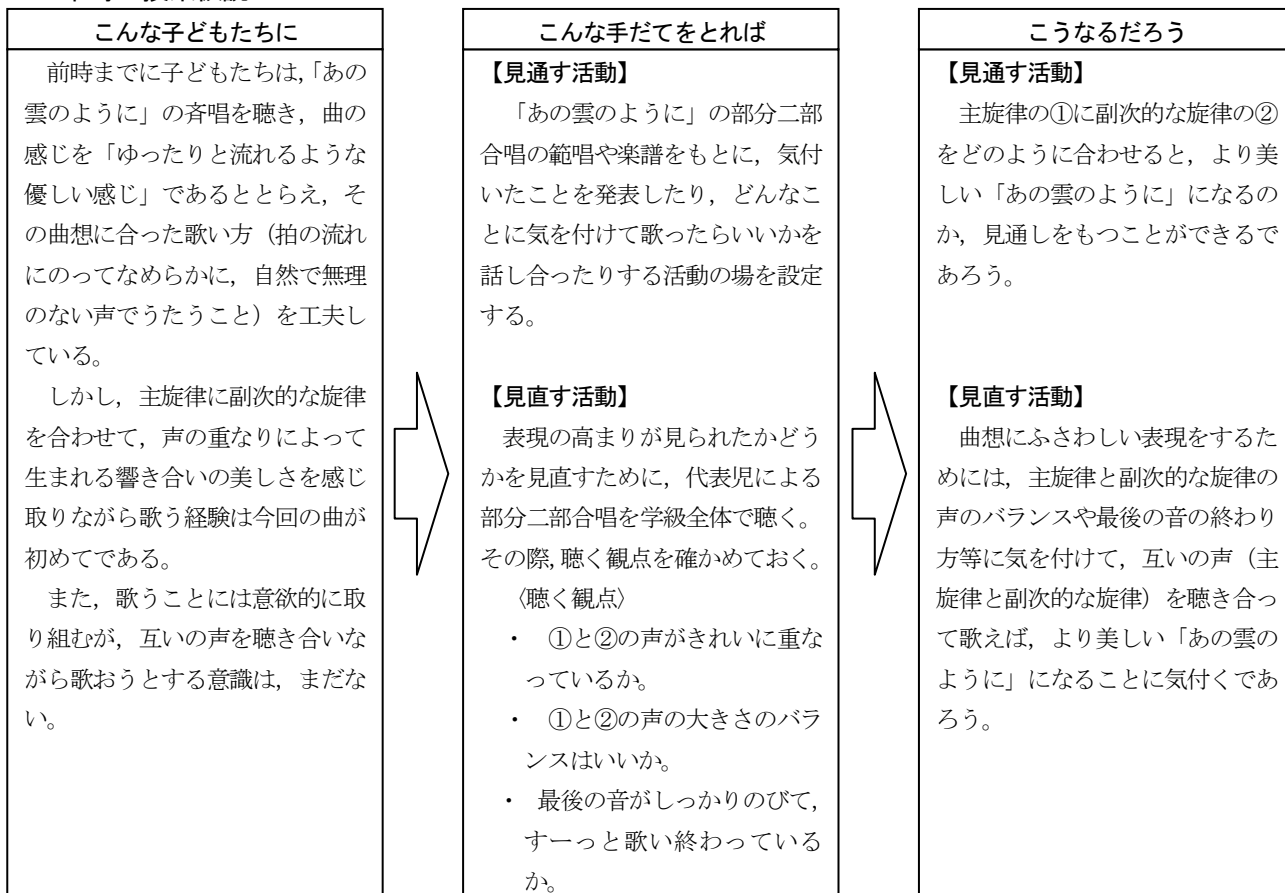 こんな子どもたちに
前時までに子どもたちは，「あの
雲のように」の斉唱を聴き，曲の
感じを「ゆったりと流れるような
優しい感じ」であるととらえ，そ
の曲想に合った歌い方（拍の流れ
にのってなめらかに，自然で無理
のない声でうたうこと）を工夫し
ている。
しかし，主旋律に副次的な旋律
を合わせて，声の重なりによって
生まれる響き合いの美しさを感じ
取りながら歌う経験は今回の曲が
初めてである。
また，歌うことには意欲的に取
り組むが，互いの声を聴き合いな
がら歌おうとする意識は，まだな
い。
こんな手だてをとれば
【見通す活動】
「あの雲のように」の部分二部
合唱の範唱や楽譜をもとに，気付
いたことを発表したり，どんなこ
とに気を付けて歌ったらいいかを
話し合ったりする活動の場を設定
する。
【見直す活動】
表現の高まりが見られたかどう
かを見直すために，代表児による
部分二部合唱を学級全体で聴く。
その際，聴く観点を確かめておく。
〈聴く観点〉
・ ①と②の声がきれいに重な
っているか。
・ ①と②の声の大きさのバラ
ンスはいいか。
・ 最後の音がしっかりのびて，
すーっと歌い終わっている
か。
こうなるだろう
【見通す活動】
主旋律の①に副次的な旋律の②
をどのように合わせると，より美
しい「あの雲のように」になるの
か，見通しをもつことができるで
あろう。
【見直す活動】
曲想にふさわしい表現をするた
めには，主旋律と副次的な旋律の
声のバランスや最後の音の終わり
方等に気を付けて，互いの声（主
旋律と副次的な旋律）を聴き合っ
て歌えば，より美しい「あの雲の
ように」になることに気付くであ
ろう。